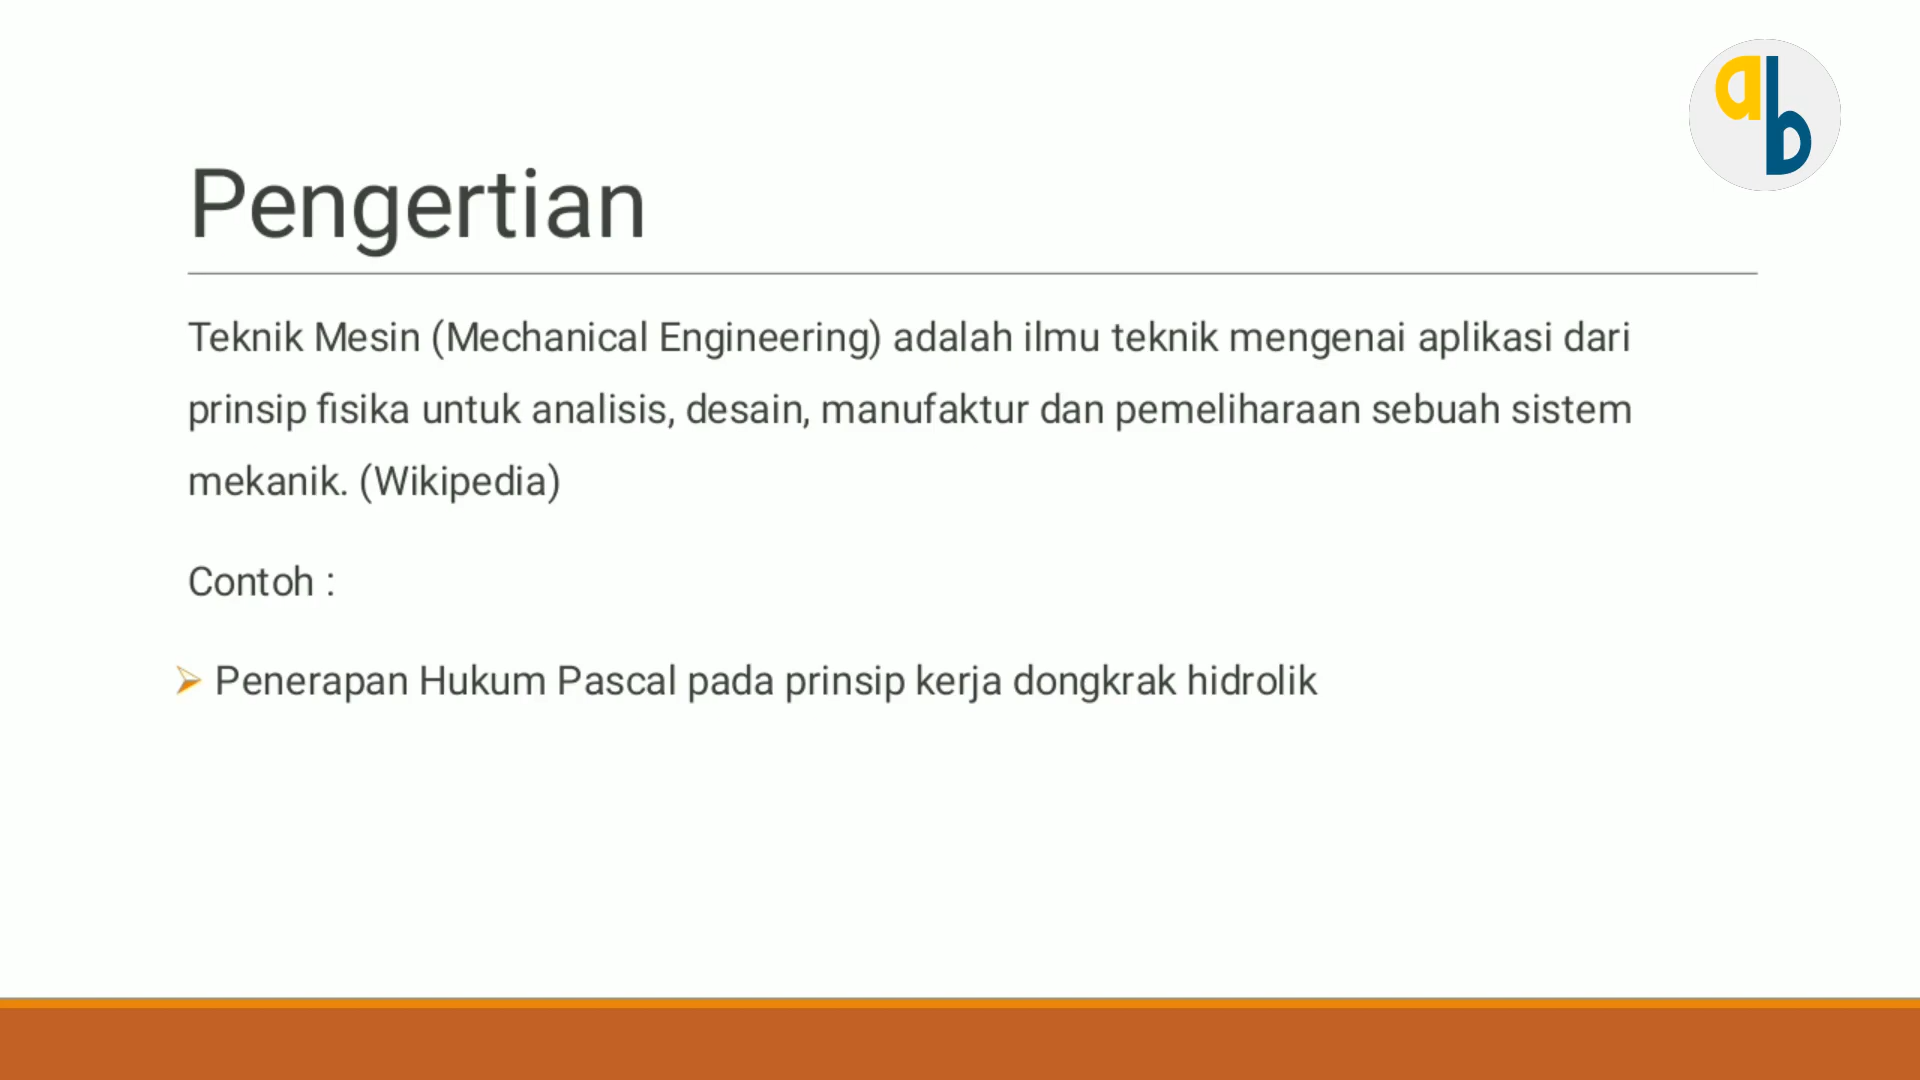 ab
Pengertian
Teknik Mesin (Mechanical Engineering) adalah ilmu teknik mengenai aplikasi dari
prinsip fisika untuk analisis, desain, manufaktur dan pemeliharaan sebuah sistem
mekanik. (Wikipedia)
Contoh :
Penerapan Hukum Pascal pada prinsip kerja dongkrak hidrolik